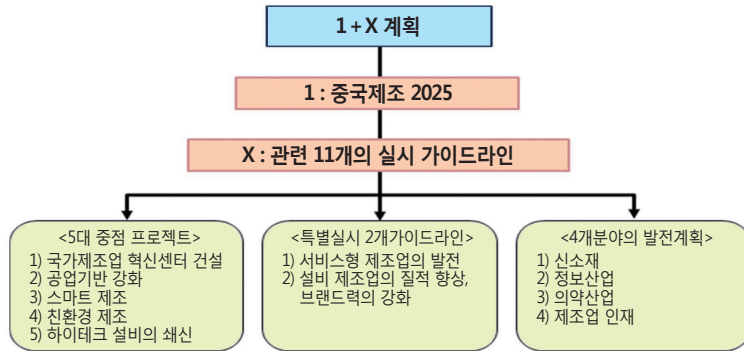 1 + X 계획
1 : 중국제조 2025
X : 관련 11개의 실시 가이드라인
<5대 중점 프로젝트>
1) 국가제조업 혁신센터 건설
2) 공업기반 강화
3) 스마트 제조
4) 친환경 제조
5) 하이테크 설비의 쇄신
<특별실시 2개가이드라인>
1) 서비스형 제조업의 발전
2) 설비 제조업의 질적 향상,
브랜드력의 강화
<4개분야의 발전계획>
1) 신소재
2) 정보산업
3) 의약산업
4) 제조업 인재